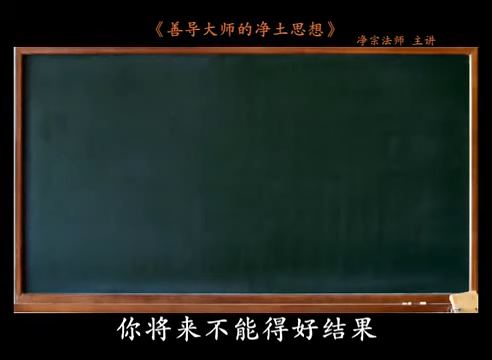 《善导大师的净土思想》
净宗法师 主讲
你将来不能得好结果